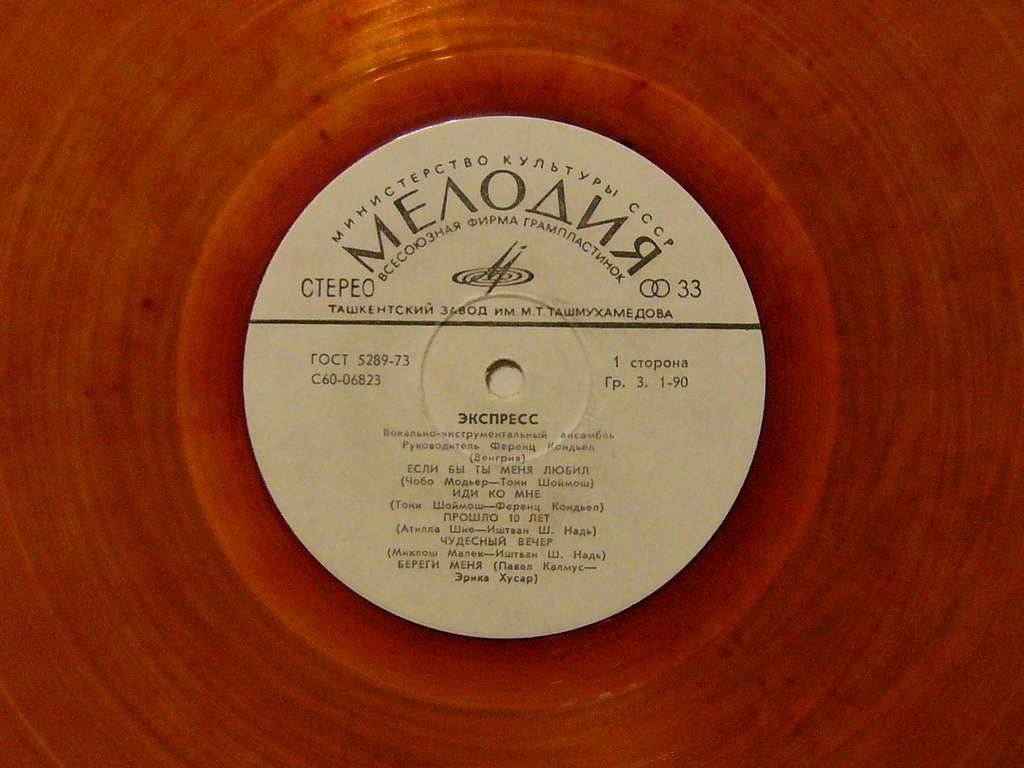 МИНИСТЕРСТВО КУЛЬТУРЫ СССР
МЕЛОДИЯ
ВСЕСОЮЗНАЯ ФИРМА ГРАМПЛАСТИНОК
СТЕРЕО
33
ТАШКЕНТСКИЙ ЗАВОД ИМ М.Т ТАШМУХАМЕДОВА
ГОСТ 5289-73
1 сторона
С60-06823
Гр. 3. 1-90
ЭКСПРЕСС
Вокально-инструментальный ансамбль
Руководитель Ференц Кондьел
(Венгрия)
ЕСЛИ БЫ ТЫ МЕНЯ ЛЮБИЛ
(Чобо Модьер—Тони Шоймош)
ИДИ КО МНЕ
(Тони Шоймош—Ференц Кондьел)
ПРОШЛО 10 ЛЕТ
(Атилла Шие—Иштван Ш. Надь)
ЧУДЕСНЫЙ ВЕЧЕР
(Миклош Малек—Иштван Ш. Надь)
БЕРЕГИ МЕНЯ (Павел Калмус—
Эрика Хусар)